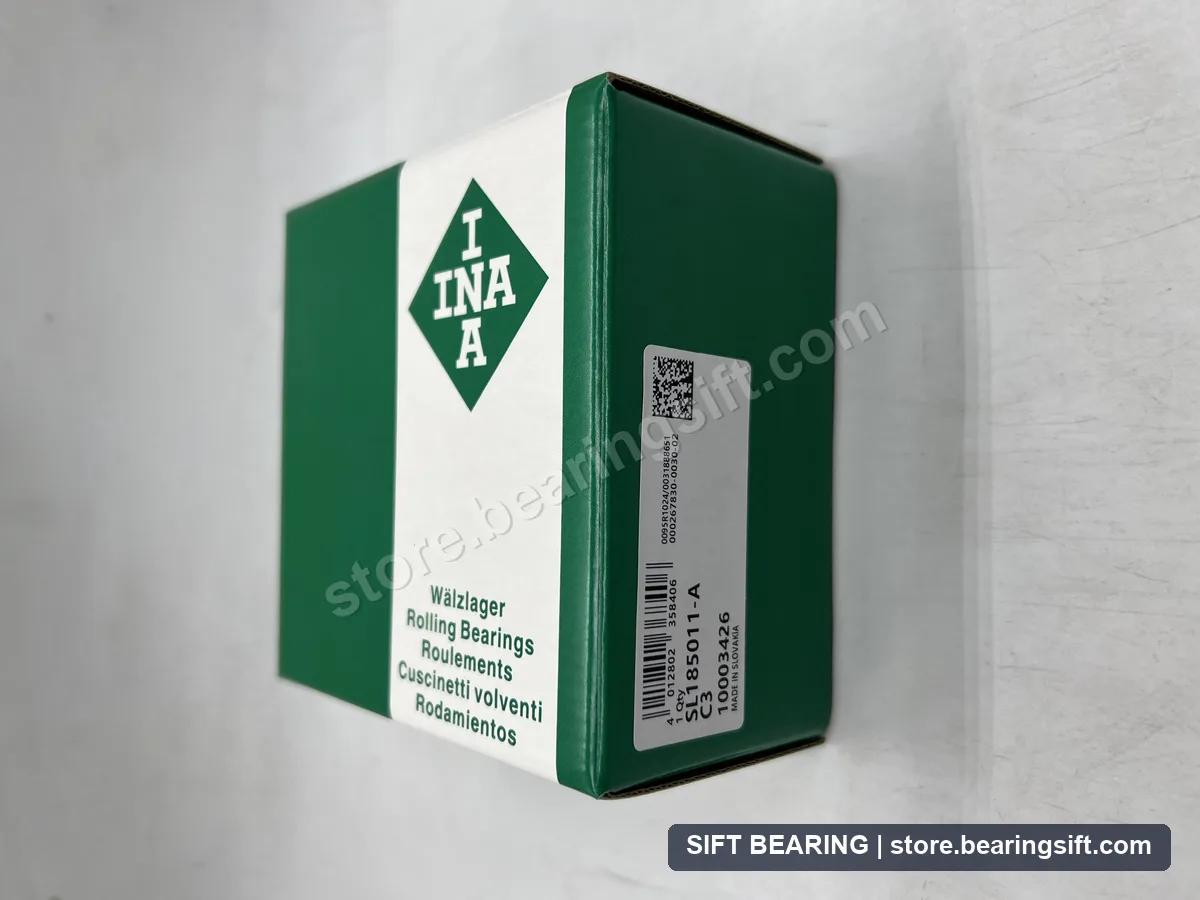 I
INA
A
Wälzlager
Rolling Bearings
Roulements
Cuscinetti volventi
Rodamientos
0095R1024/0031888651
000267830-0030-02
4 012802 358406
1 Qty
SL185011-A
C3
10003426
MADE IN SLOVAKIA
store.bearingsift.com
SIFT BEARING | store.bearingsift.com